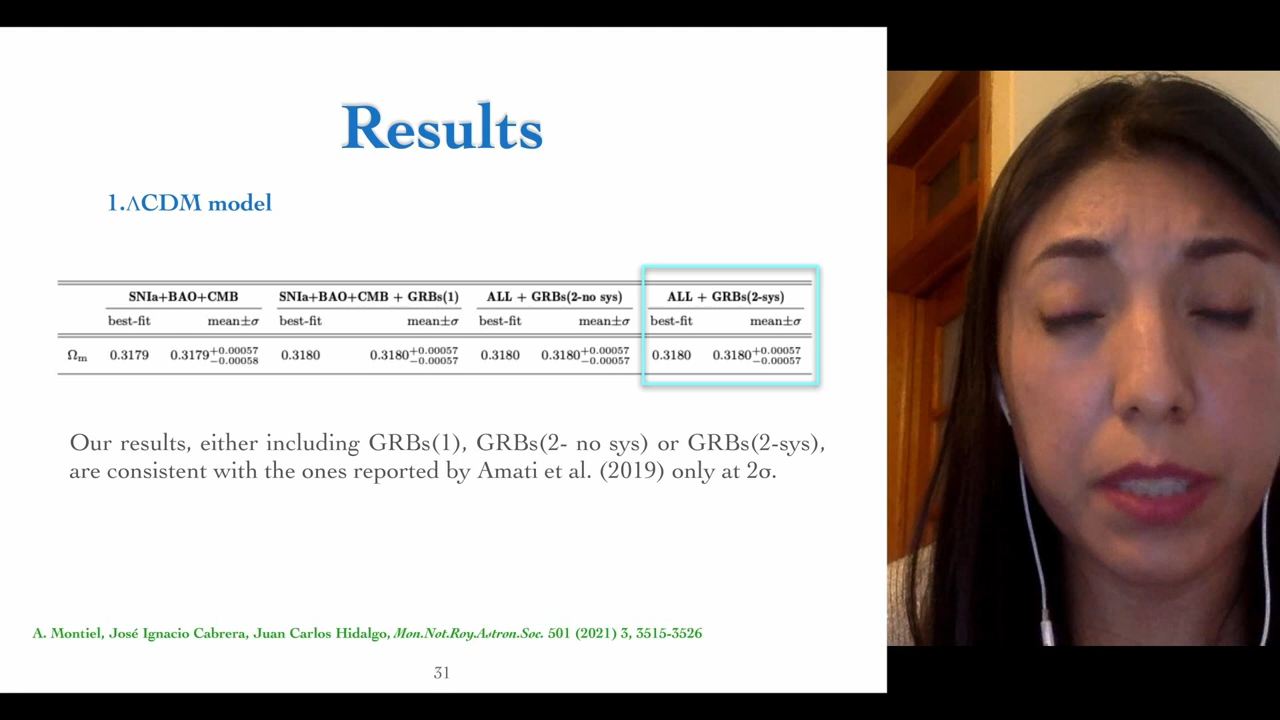 Results
1.ΛCDM model
SNIa+BAO+CMB SNIa+BAO+CMB + GRBs(1) ALL + GRBs(2-no sys) ALL + GRBs(2-sys)
best-fit mean±σ best-fit mean±σ best-fit mean±σ best-fit mean±σ
Ωm 0.3179 0.3179+0.00057−0.00058 0.3180 0.3180+0.00057−0.00057 0.3180 0.3180+0.00057−0.00057 0.3180 0.3180+0.00057−0.00057
Our results, either including GRBs(1), GRBs(2- no sys) or GRBs(2-sys),
are consistent with the ones reported by Amati et al. (2019) only at 2σ.
A. Montiel, José Ignacio Cabrera, Juan Carlos Hidalgo, Mon.Not.Roy.Astron.Soc. 501 (2021) 3, 3515-3526
31